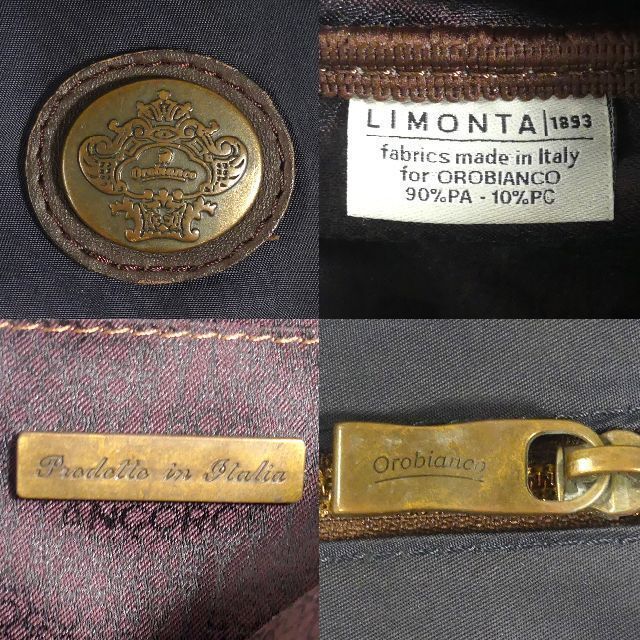 Orobianco
LIMONTA|1893
fabrics made in Italy
for OROBIANCO
90%PA - 10%PC
Prodotto in Italia
Orobianco